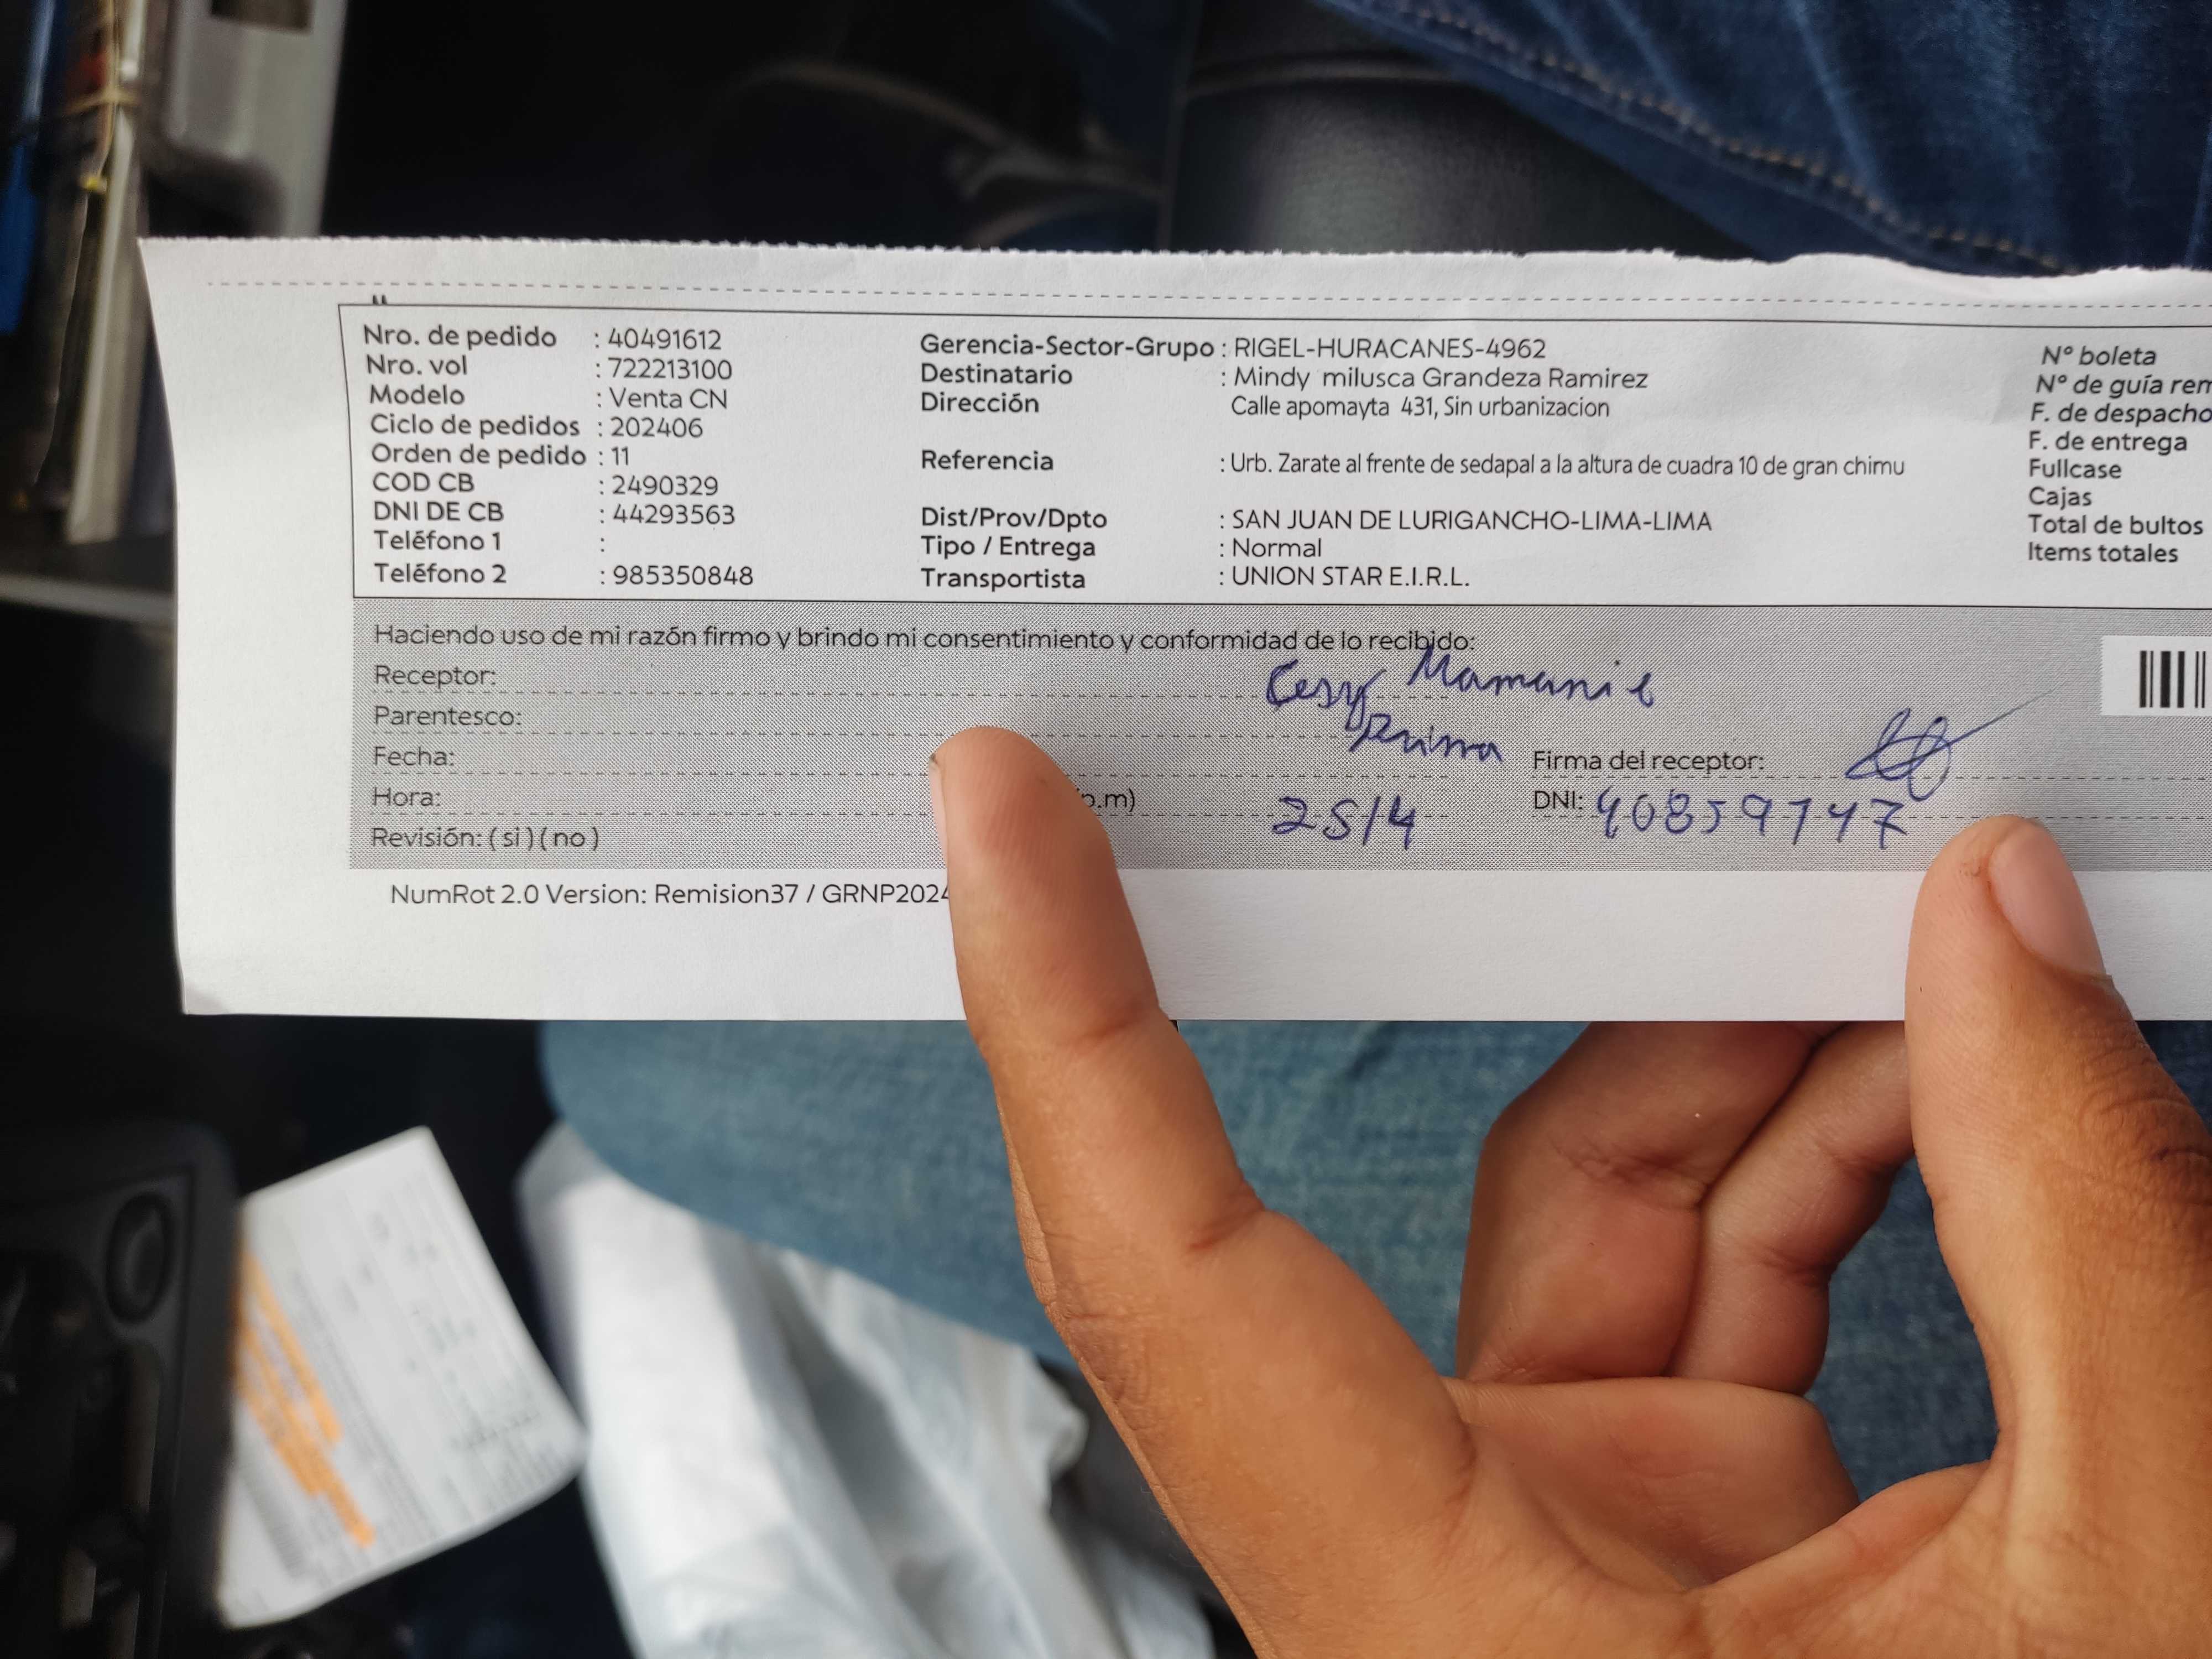 Nro. de pedido : 40491612
Nro. vol : 722213100
Modelo : Venta CN
Ciclo de pedidos : 202406
Orden de pedido : 11
COD CB : 2490329
DNI DE CB : 44293563
Teléfono 1 :
Teléfono 2 : 985350848
Gerencia-Sector-Grupo : RIGEL-HURACANES-4962
Destinatario : Mindy milusca Grandeza Ramirez
Dirección Calle apomayta 431, Sin urbanizacion
Referencia : Urb. Zarate al frente de sedapal a la altura de cuadra 10 de gran chimu
Dist/Prov/Dpto : SAN JUAN DE LURIGANCHO-LIMA-LIMA
Tipo / Entrega : Normal
Transportista : UNION STAR E.I.R.L.
N° boleta
N° de guía rem
F. de despacho
F. de entrega
Fullcase
Cajas
Total de bultos
Items totales
Haciendo uso de mi razón firmo y brindo mi consentimiento y conformidad de lo recibido:
Receptor: Mamani
Parentesco:
Fecha:
Hora: p.m) 25/4
Revisión: ( si ) ( no )
Firma del receptor:
DNI: 40859747
NumRot 2.0 Version: Remision37 / GRNP2024